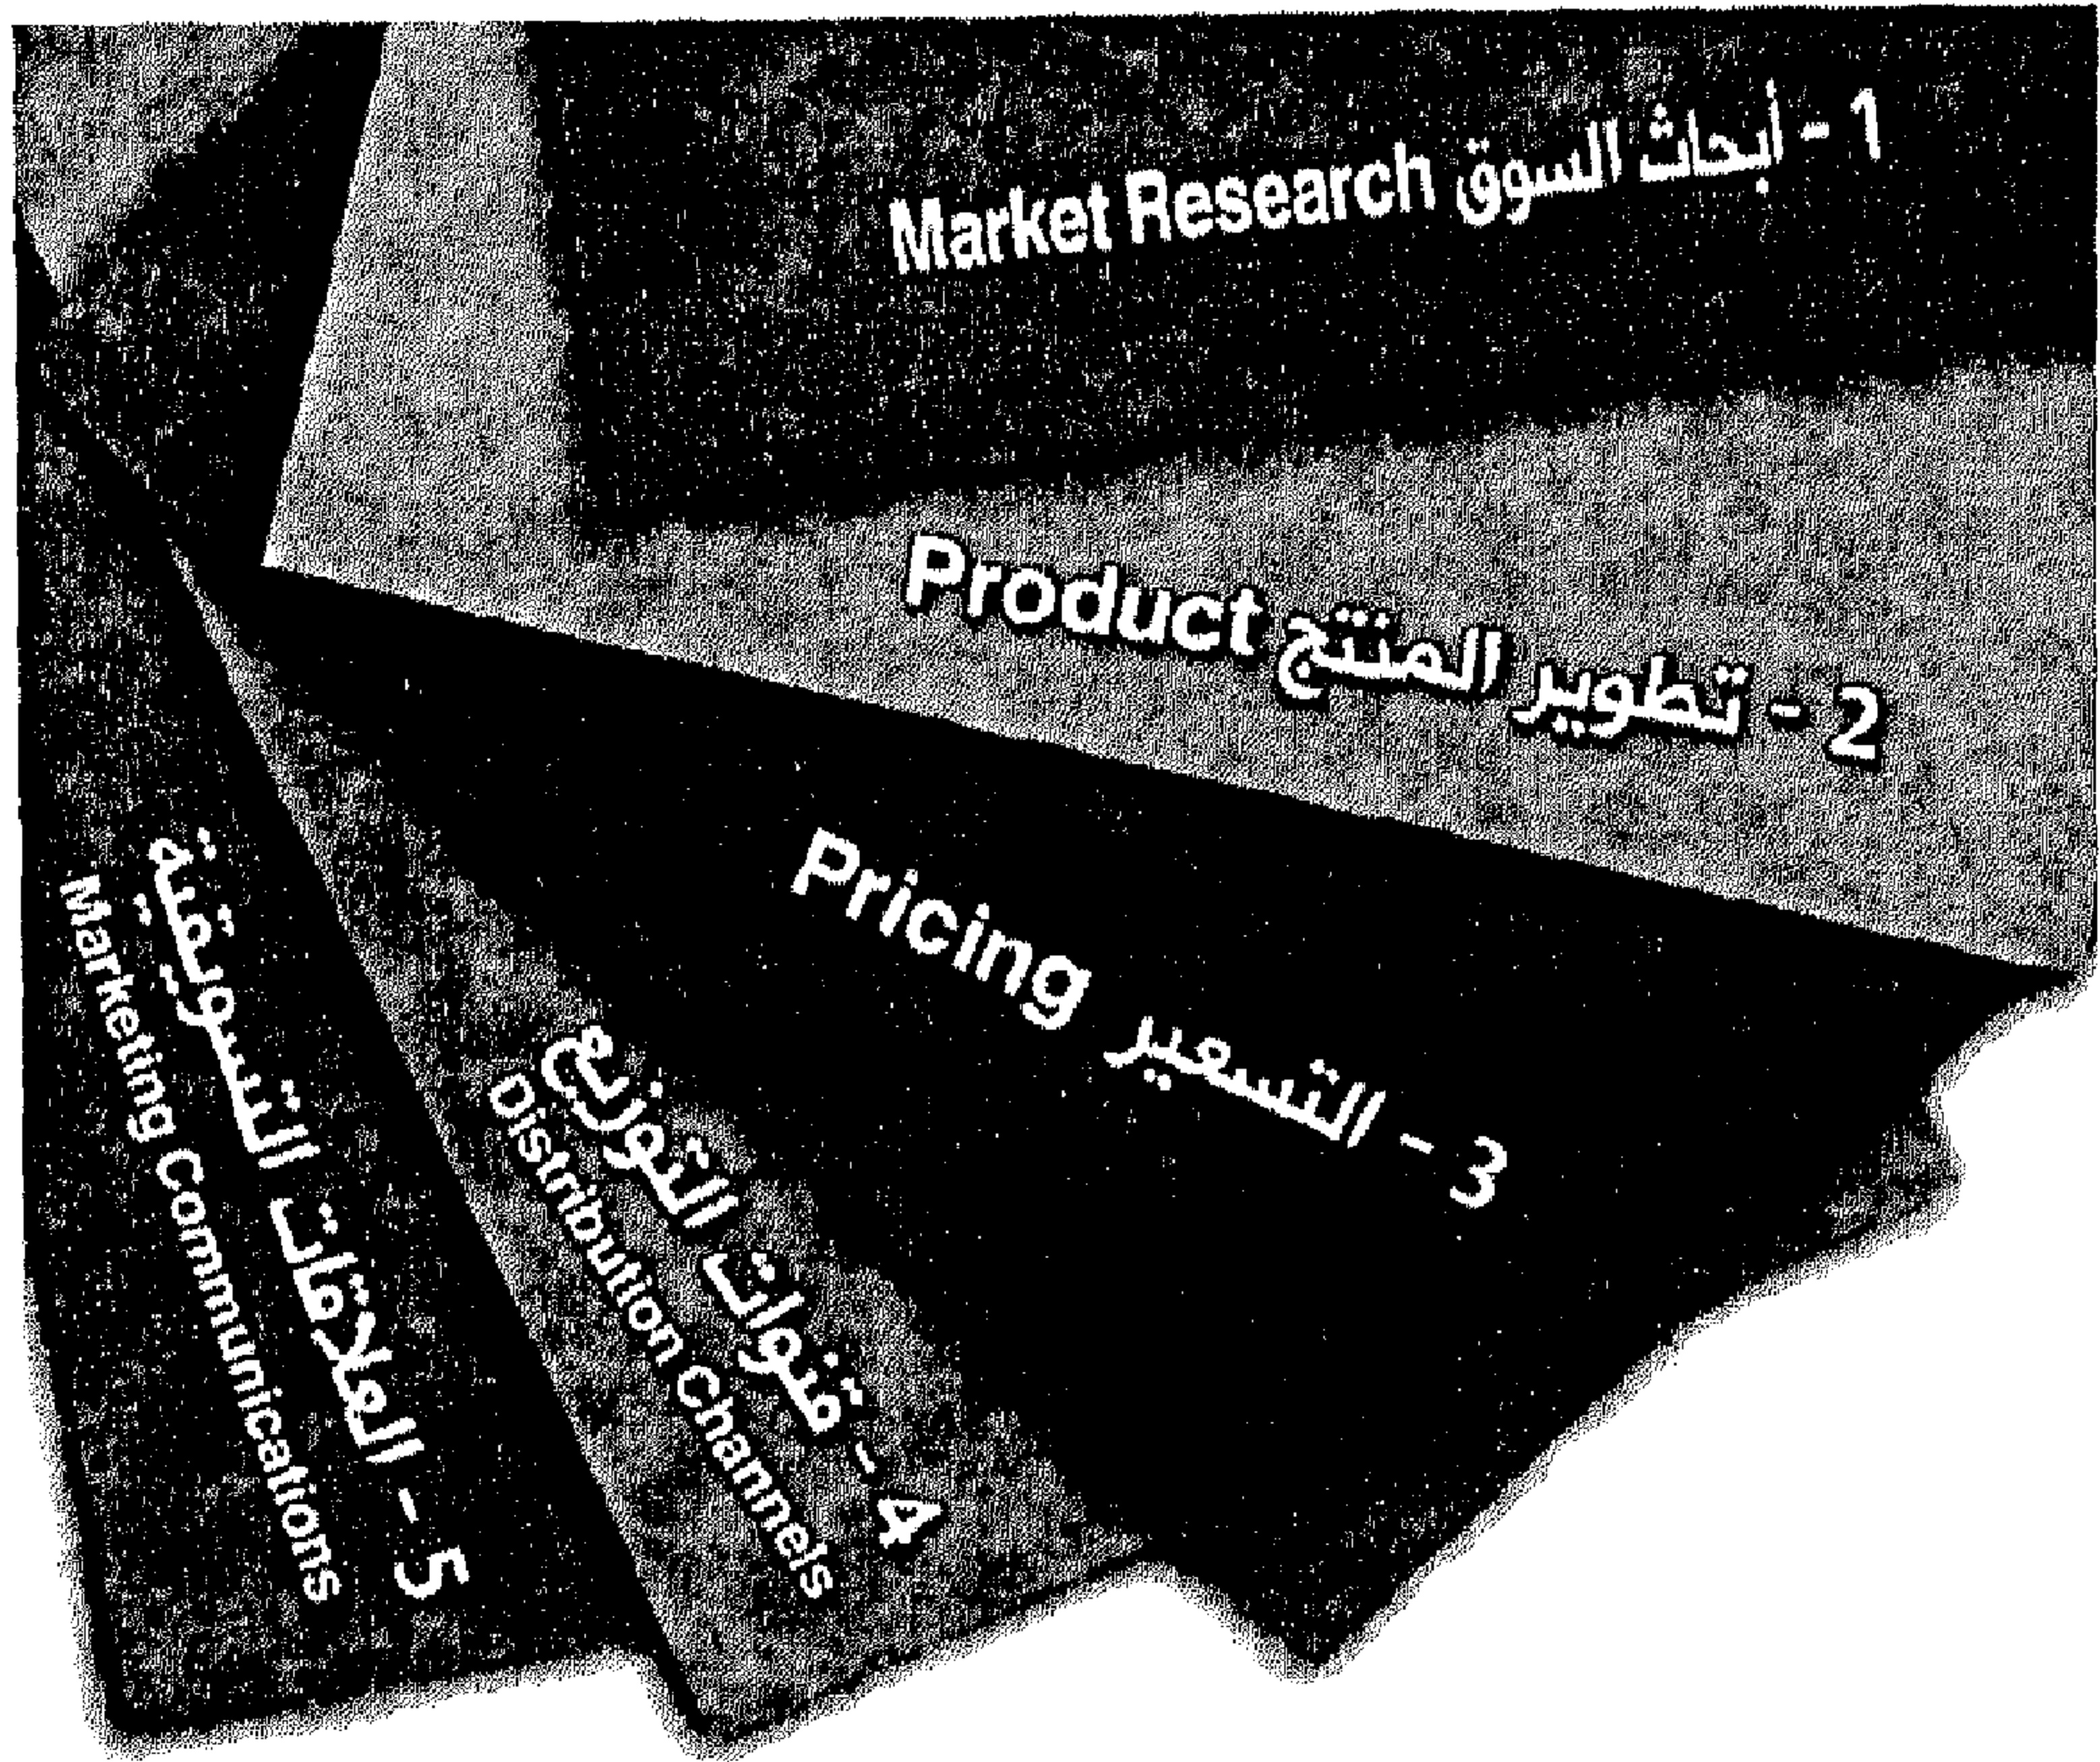 1 - أبحاث السوق Market Research
2 - تطوير المنتج Product
3 - التسعير Pricing
4 - قنوات التوزيع
Distribution Channels
5 - العلاقات التسويقية
Marketing Communications